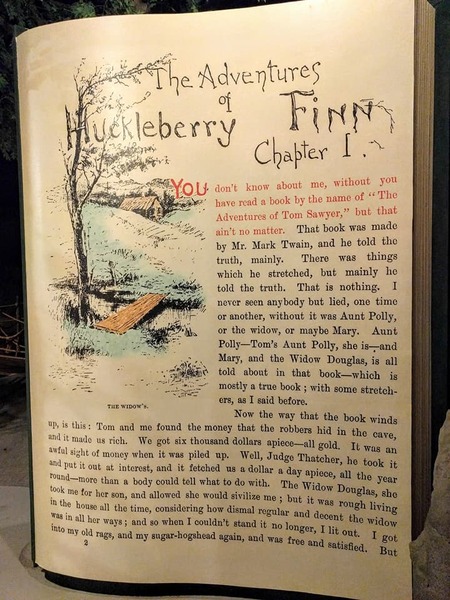 The Adventures
of
Huckleberry Finn
Chapter I.
YOU don't know about me, without you
have read a book by the name of "The
Adventures of Tom Sawyer," but that
ain't no matter. That book was made
by Mr. Mark Twain, and he told the
truth, mainly. There was things
which he stretched, but mainly he
told the truth. That is nothing. I
never seen anybody but lied, one time
or another, without it was Aunt Polly,
or the widow, or maybe Mary. Aunt
Polly—Tom's Aunt Polly, she is—and
Mary, and the Widow Douglas, is all
told about in that book—which is
mostly a true book; with some stretch-
ers, as I said before.
THE WIDOW'S.
Now the way that the book winds
up, is this: Tom and me found the money that the robbers hid in the cave,
and it made us rich. We got six thousand dollars apiece—all gold. It was an
awful sight of money when it was piled up. Well, Judge Thatcher, he took it
and put it out at interest, and it fetched us a dollar a day apiece, all the year
round—more than a body could tell what to do with. The Widow Douglas, she
took me for her son, and allowed she would sivilize me; but it was rough living
in the house all the time, considering how dismal regular and decent the widow
was in all her ways; and so when I couldn't stand it no longer, I lit out. I got
into my old rags, and my sugar-hogshead again, and was free and satisfied. But
2